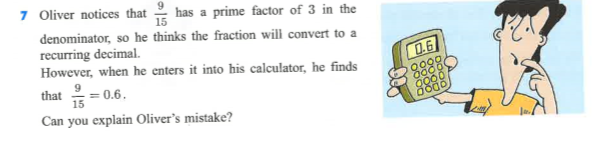 7 Oliver notices that 9/15 has a prime factor of 3 in the
denominator, so he thinks the fraction will convert to a
recurring decimal.
However, when he enters it into his calculator, he finds
that 9/15 = 0.6.
Can you explain Oliver's mistake?
0.6